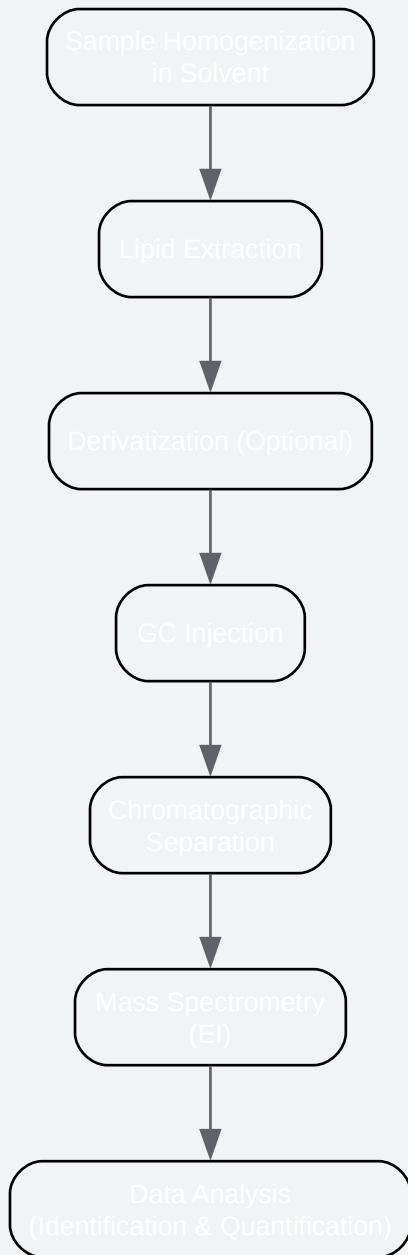 Sample Homogenization
in Solvent
Lipid Extraction
Derivatization (Optional)
GC Injection
Chromatographic
Separation
Mass Spectrometry
(EI)
Data Analysis
(Identification & Quantification)